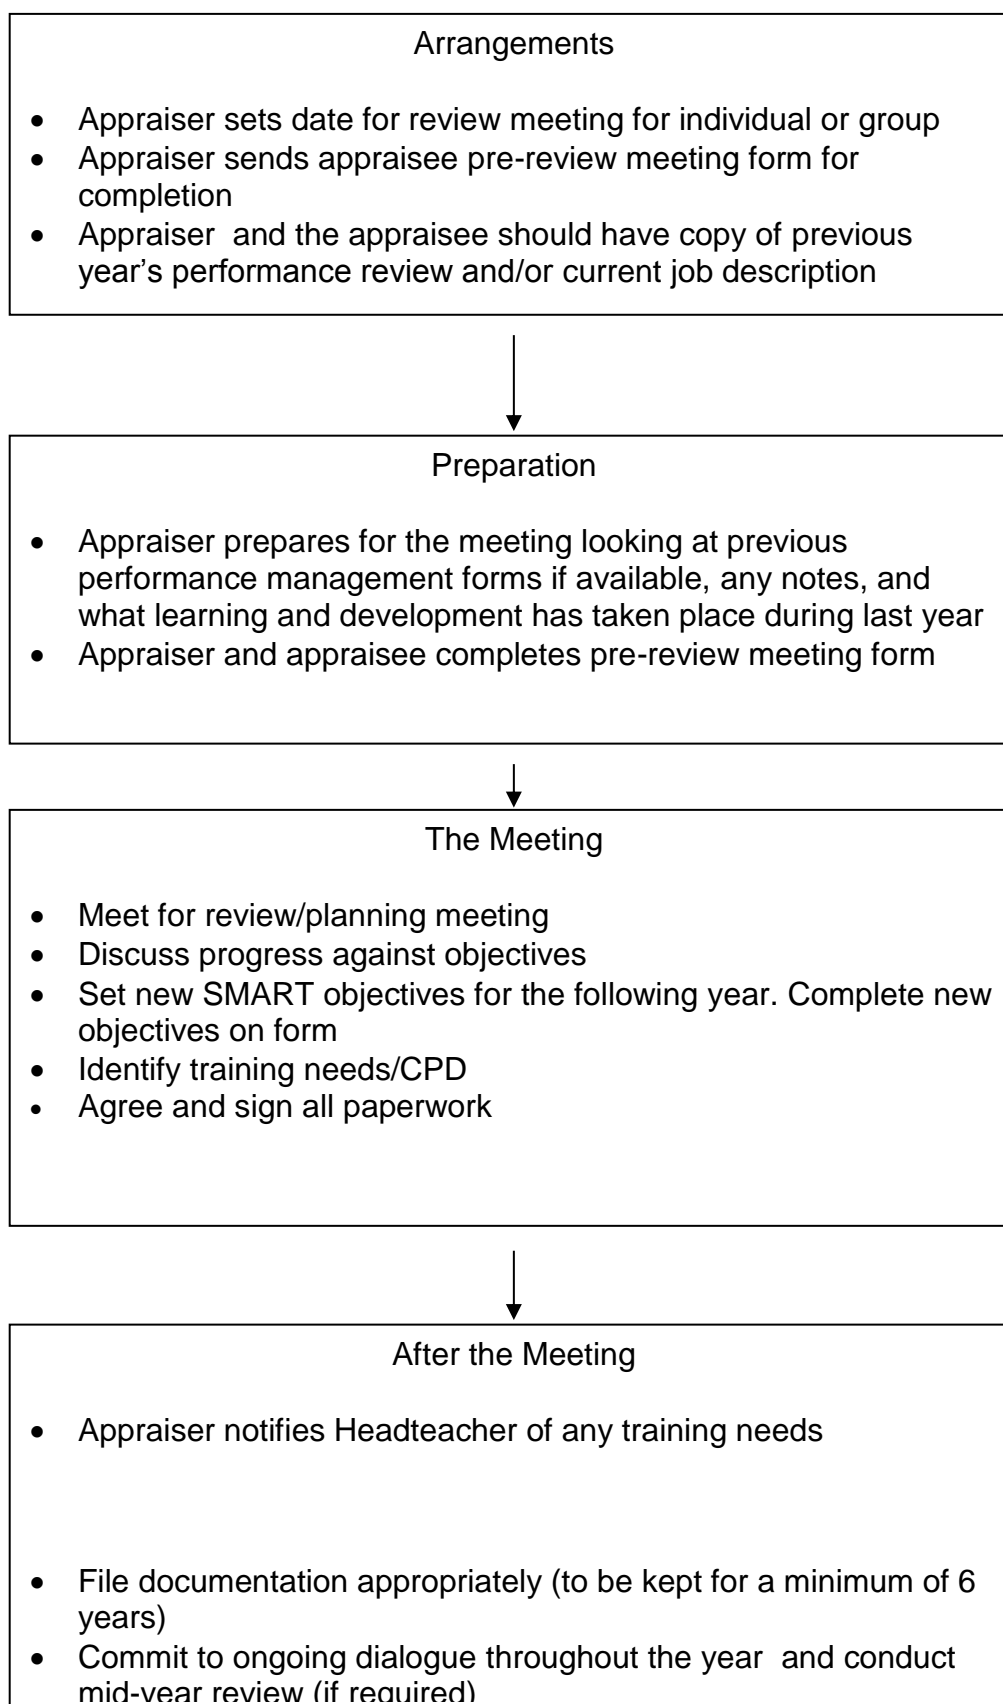 Arrangements
• Appraiser sets date for review meeting for individual or group
• Appraiser sends appraisee pre-review meeting form for
completion
• Appraiser  and the appraisee should have copy of previous
year’s performance review and/or current job description
Preparation
• Appraiser prepares for the meeting looking at previous
performance management forms if available, any notes, and
what learning and development has taken place during last year
• Appraiser and appraisee completes pre-review meeting form
The Meeting
• Meet for review/planning meeting
• Discuss progress against objectives
• Set new SMART objectives for the following year. Complete new
objectives on form
• Identify training needs/CPD
• Agree and sign all paperwork
After the Meeting
• Appraiser notifies Headteacher of any training needs
• File documentation appropriately (to be kept for a minimum of 6
years)
• Commit to ongoing dialogue throughout the year  and conduct
mid-year review (if required)